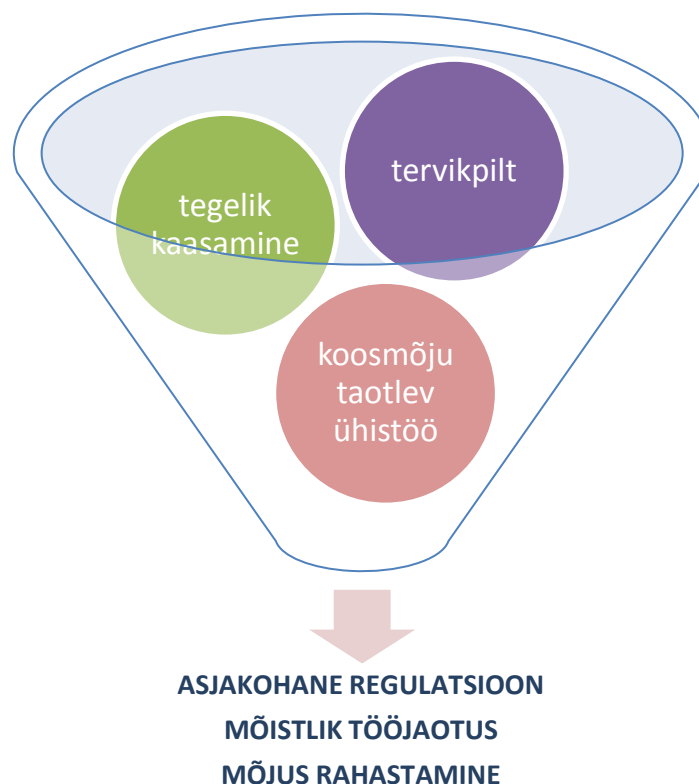 tegelik
kaasamine
tervikpilt
koosmõju
taotlev
ühistöö
ASJAKOHANE REGULATSIOON
MÕISTLIK TÖÖJAOTUS
MÕJUS RAHASTAMINE